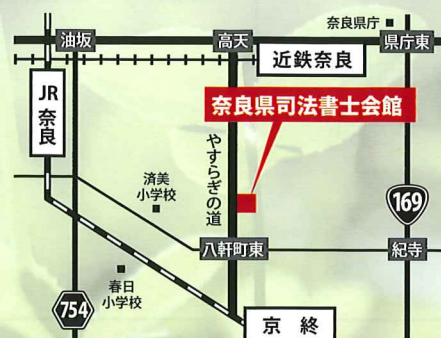 奈良県庁
油坂
高天
県庁東
近鉄奈良
JR奈良
奈良県司法書士会館
やすらぎの道
済美
小学校
169
八軒町東
紀寺
春日
小学校
754
京終